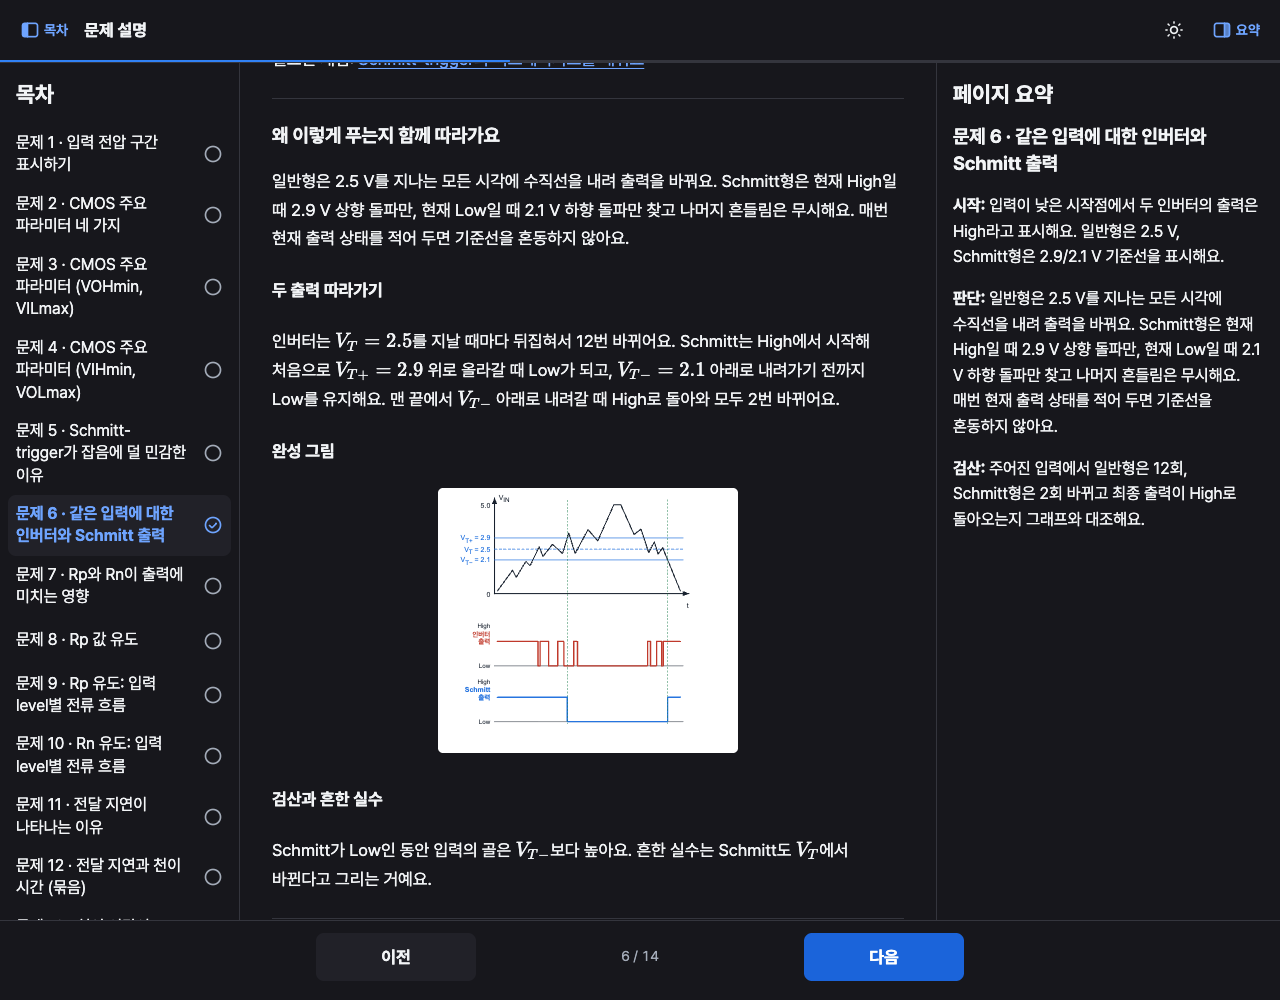 목차
문제 설명
요약
목차
문제 1 · 입력 전압 구간
표시하기
문제 2 · CMOS 주요
파라미터 네 가지
문제 3 · CMOS 주요
파라미터 (VOHmin,
VILmax)
문제 4 · CMOS 주요
파라미터 (VIHmin,
VOLmax)
문제 5 · Schmitt-
trigger가 잡음에 덜 민감한
이유
문제 6 · 같은 입력에 대한
인버터와 Schmitt 출력
문제 7 · Rp와 Rn이 출력에
미치는 영향
문제 8 · Rp 값 유도
문제 9 · Rp 유도: 입력
level별 전류 흐름
문제 10 · Rn 유도: 입력
level별 전류 흐름
문제 11 · 전달 지연이
나타나는 이유
문제 12 · 전달 지연과 천이
시간 (묶음)
왜 이렇게 푸는지 함께 따라가요
일반형은 2.5 V를 지나는 모든 시각에 수직선을 내려 출력을 바꿔요. Schmitt형은 현재 High일
때 2.9 V 상향 돌파만, 현재 Low일 때 2.1 V 하향 돌파만 찾고 나머지 흔들림은 무시해요. 매번
현재 출력 상태를 적어 두면 기준선을 혼동하지 않아요.
두 출력 따라가기
인버터는 V_T = 2.5를 지날 때마다 뒤집혀서 12번 바뀌어요. Schmitt는 High에서 시작해
처음으로 V_T+ = 2.9 위로 올라갈 때 Low가 되고, V_T− = 2.1 아래로 내려가기 전까지
Low를 유지해요. 맨 끝에서 V_T− 아래로 내려갈 때 High로 돌아와 모두 2번 바뀌어요.
완성 그림
V_IN
5.0
V_T+ = 2.9
V_T = 2.5
V_T− = 2.1
0
t
High
인버터
출력
Low
High
Schmitt
출력
Low
검산과 흔한 실수
Schmitt가 Low인 동안 입력의 골은 V_T−보다 높아요. 흔한 실수는 Schmitt도 V_T에서
바뀐다고 그리는 거예요.
페이지 요약
문제 6 · 같은 입력에 대한 인버터와
Schmitt 출력
시작: 입력이 낮은 시작점에서 두 인버터의 출력은
High라고 표시해요. 일반형은 2.5 V,
Schmitt형은 2.9/2.1 V 기준선을 표시해요.
판단: 일반형은 2.5 V를 지나는 모든 시각에
수직선을 내려 출력을 바꿔요. Schmitt형은 현재
High일 때 2.9 V 상향 돌파만, 현재 Low일 때 2.1
V 하향 돌파만 찾고 나머지 흔들림은 무시해요.
매번 현재 출력 상태를 적어 두면 기준선을
혼동하지 않아요.
검산: 주어진 입력에서 일반형은 12회,
Schmitt형은 2회 바뀌고 최종 출력이 High로
돌아오는지 그래프와 대조해요.
이전
6 / 14
다음